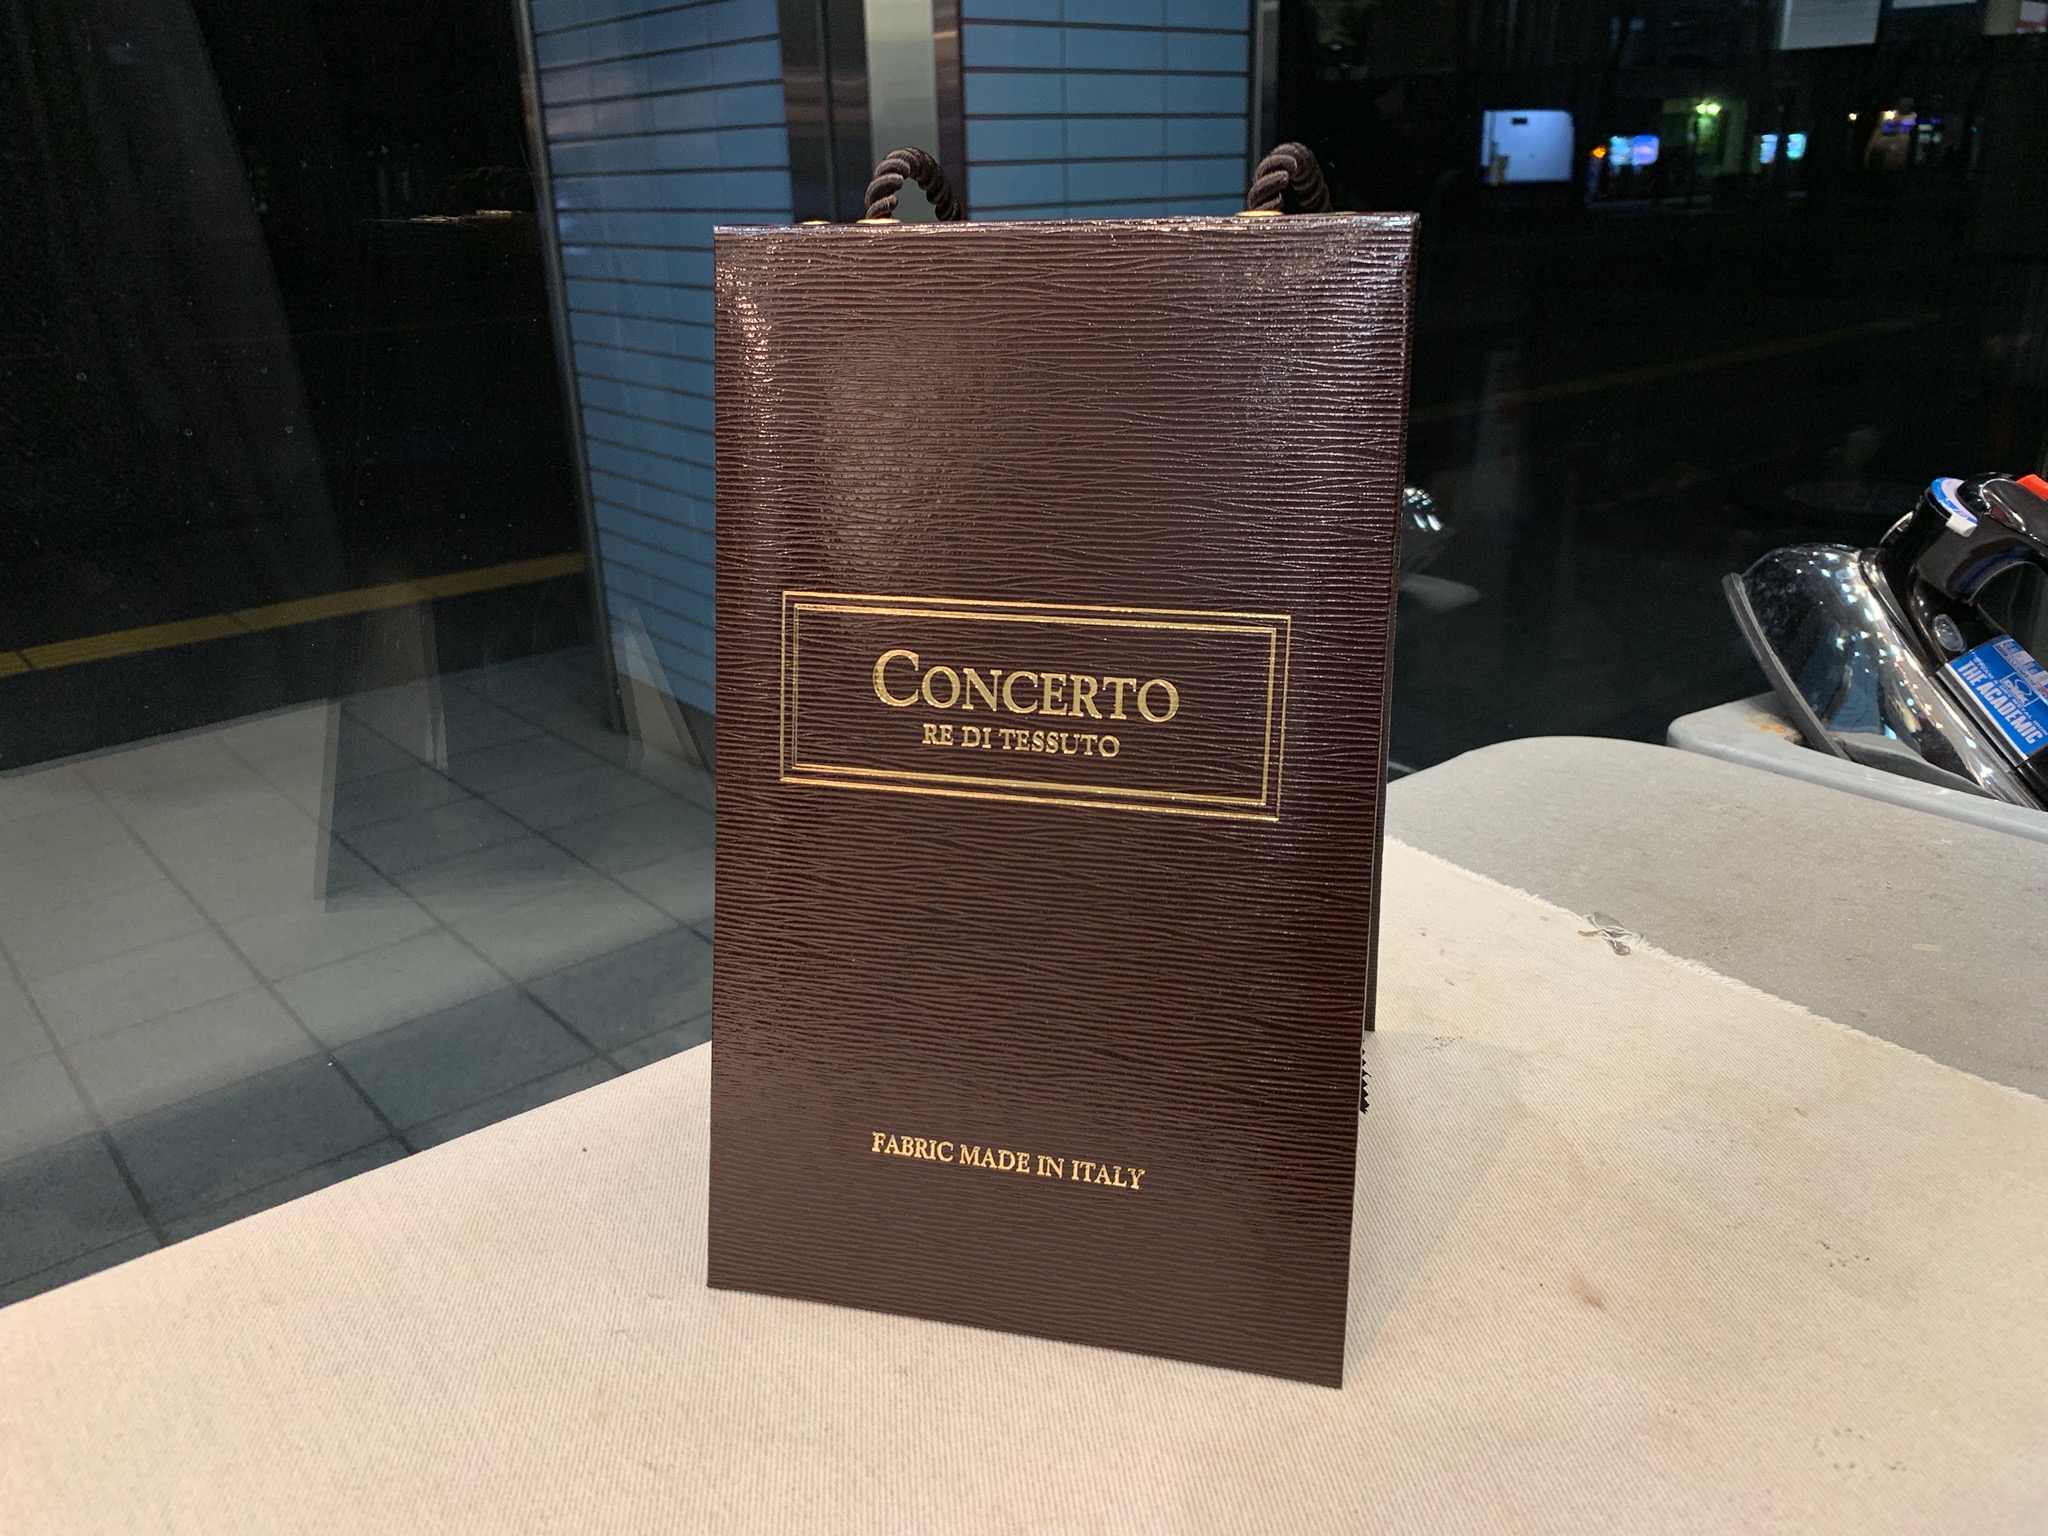 CONCERTO
RE DI TESSUTO
FABRIC MADE IN ITALY
THE ACADEMIC